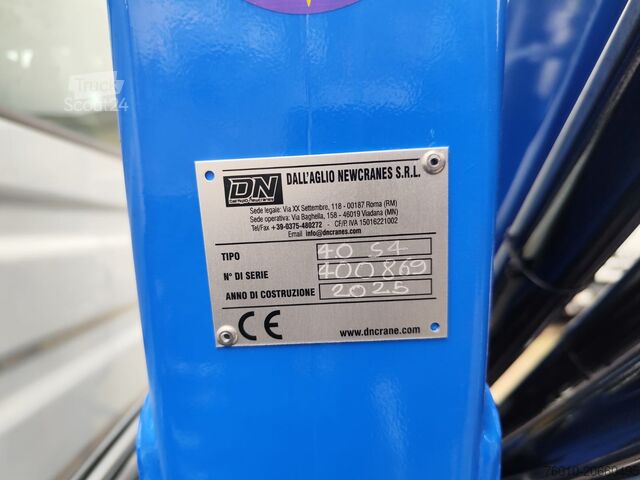 Truck
Scout24
DN
DALL'AGLIO NEWCRANES S.R.L.
Sede legale: Via XX Settembre, 118 - 00187 Roma (RM)
Sede operativa: Via Baghella, 158 - 46019 Viadana (MN)
Tel/Fax +39-0375-480272 - CF/P. IVA 15016221002
Email info@dncranes.com
TIPO 40 S4
N° DI SERIE 400869
ANNO DI COSTRUZIONE 2025
CE www.dncrane.com